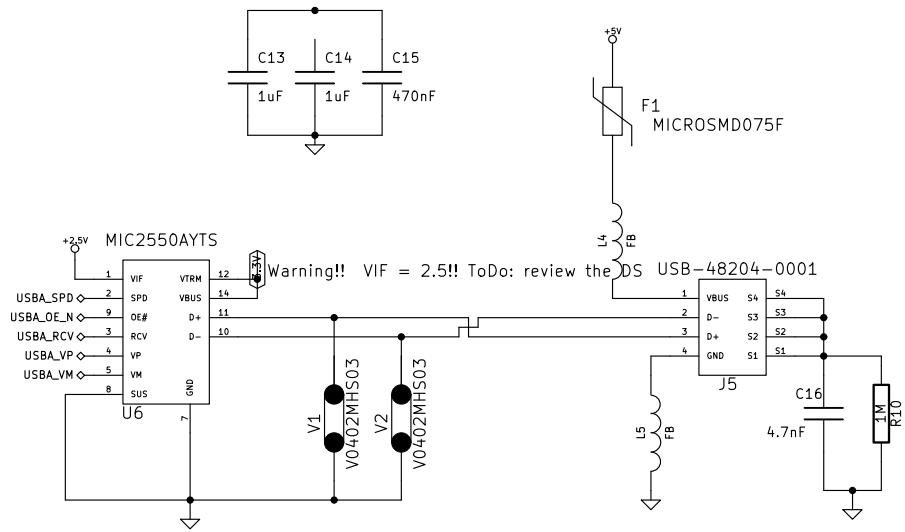 +5V
C13
C14
C15
1uF
1uF
470nF
F1
MICROSMD075F
L4
FB
+2.5V
MIC2550AYTS
3.3V
Warning!! VIF = 2.5!! ToDo: review the DS
USB-48204-0001
1 VIF VTRM 12
USBA_SPD 2 SPD VBUS 14
USBA_OE_N 9 OE# D+ 11
USBA_RCV 3 RCV D- 10
USBA_VP 4 VP
USBA_VM 5 VM
8 SUS GND
7
U6
1 VBUS S4 S4
2 D- S3 S3
3 D+ S2 S2
4 GND S1 S1
J5
V1
V0402MHS03
V2
V0402MHS03
L5
FB
C16
4.7nF
1M
R10